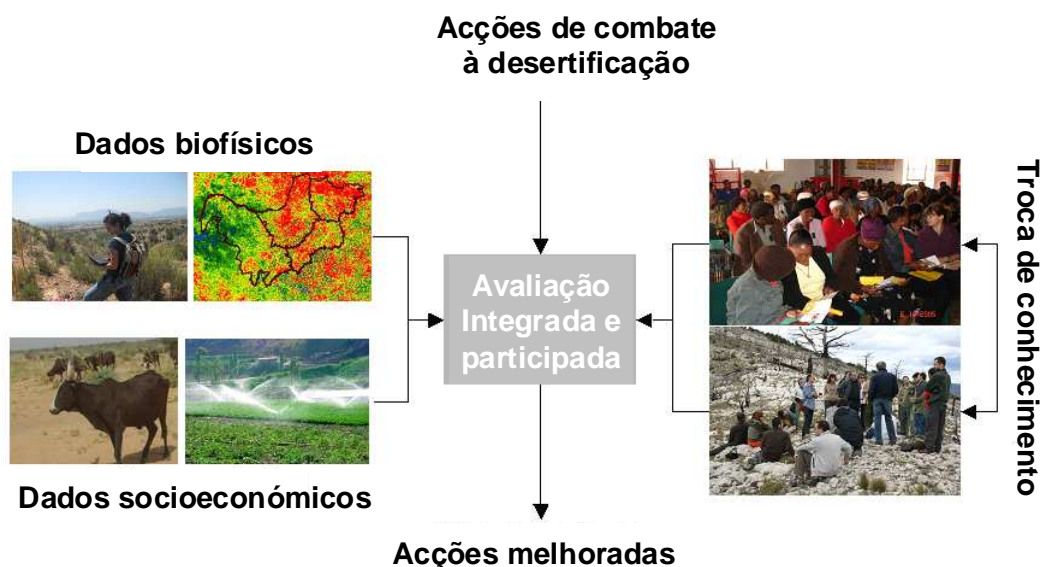 Acções de combate
à desertificação
Dados biofísicos
Dados socioeconómicos
Avaliação
Integrada e
participada
Troca de conhecimento
Acções melhoradas